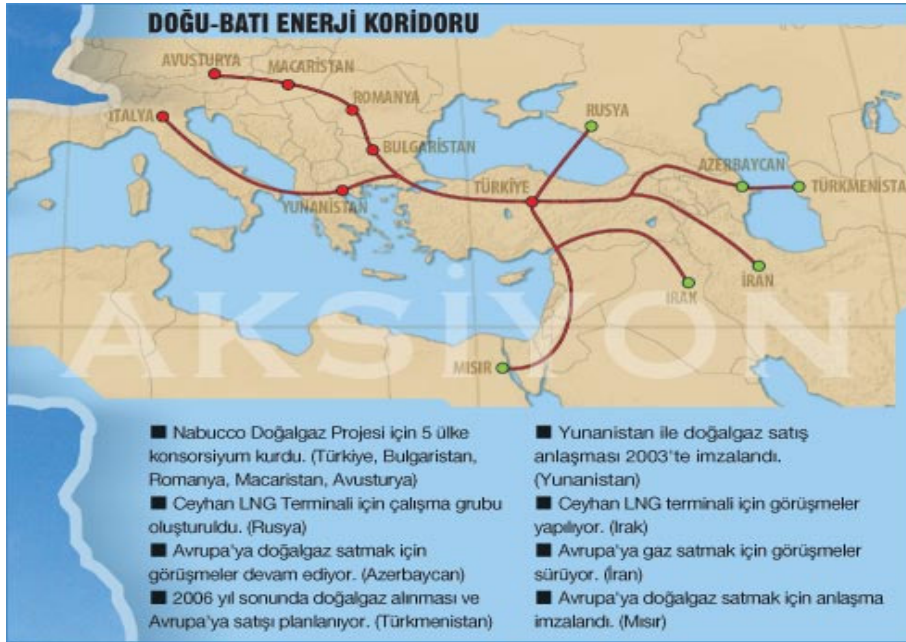 DOĞU-BATI ENERJİ KORİDORU
AVUSTURYA
MACARİSTAN
ROMANYA
RUSYA
İTALYA
BULGARİSTAN
AZERBAYCAN
TÜRKİYE
TÜRKMENİSTA
YUNANİSTAN
İRAN
IRAK
AKSİYON
MISIR
■ Nabucco Doğalgaz Projesi için 5 ülke
konsorsiyum kurdu. (Türkiye, Bulgaristan,
Romanya, Macaristan, Avusturya)
■ Ceyhan LNG Terminali için çalışma grubu
oluşturuldu. (Rusya)
■ Avrupa'ya doğalgaz satmak için
görüşmeler devam ediyor. (Azerbaycan)
■ 2006 yıl sonunda doğalgaz alınması ve
Avrupa'ya satışı planlanıyor. (Türkmenistan)
■ Yunanistan ile doğalgaz satış
anlaşması 2003'te imzalandı.
(Yunanistan)
■ Ceyhan LNG terminali için görüşmeler
yapılıyor. (Irak)
■ Avrupa'ya gaz satmak için görüşmeler
sürüyor. (İran)
■ Avrupa'ya doğalgaz satmak için anlaşma
imzalandı. (Mısır)